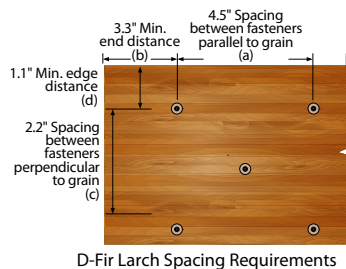 3.3" Min.
end distance
(b)
4.5" Spacing
between fasteners
parallel to grain
(a)
1.1" Min. edge
distance
(d)
2.2" Spacing
between
fasteners
perpendicular
to grain
(c)
D-Fir Larch Spacing Requirements